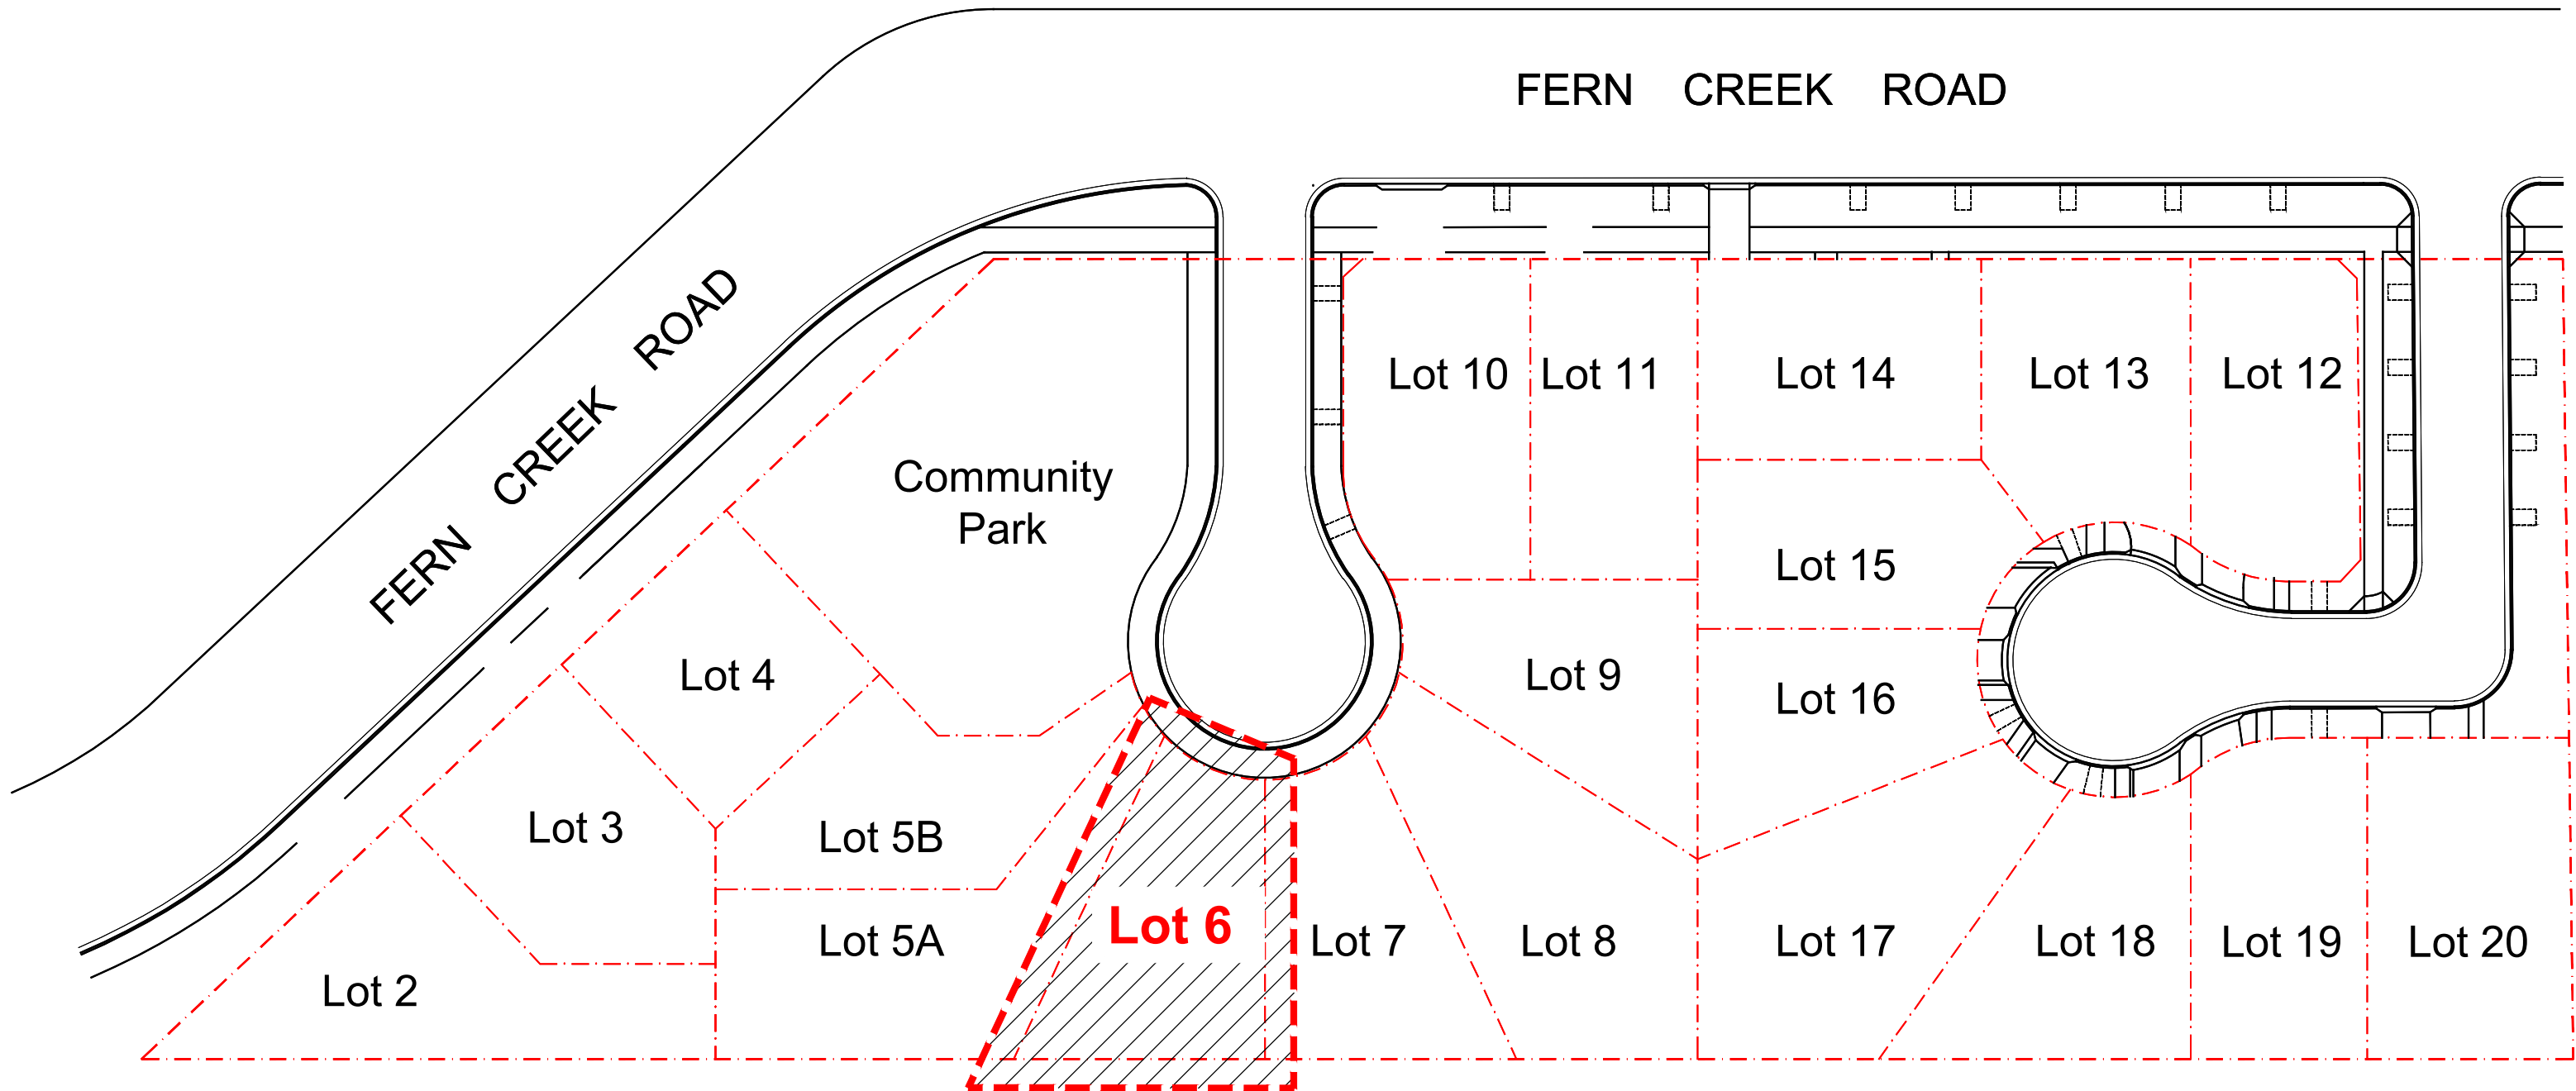 FERN CREEK ROAD
FERN CREEK ROAD
Lot 10
Lot 11
Lot 14
Lot 13
Lot 12
Community
Park
Lot 15
Lot 4
Lot 9
Lot 16
Lot 3
Lot 5B
Lot 6
Lot 5A
Lot 7
Lot 8
Lot 17
Lot 18
Lot 19
Lot 20
Lot 2